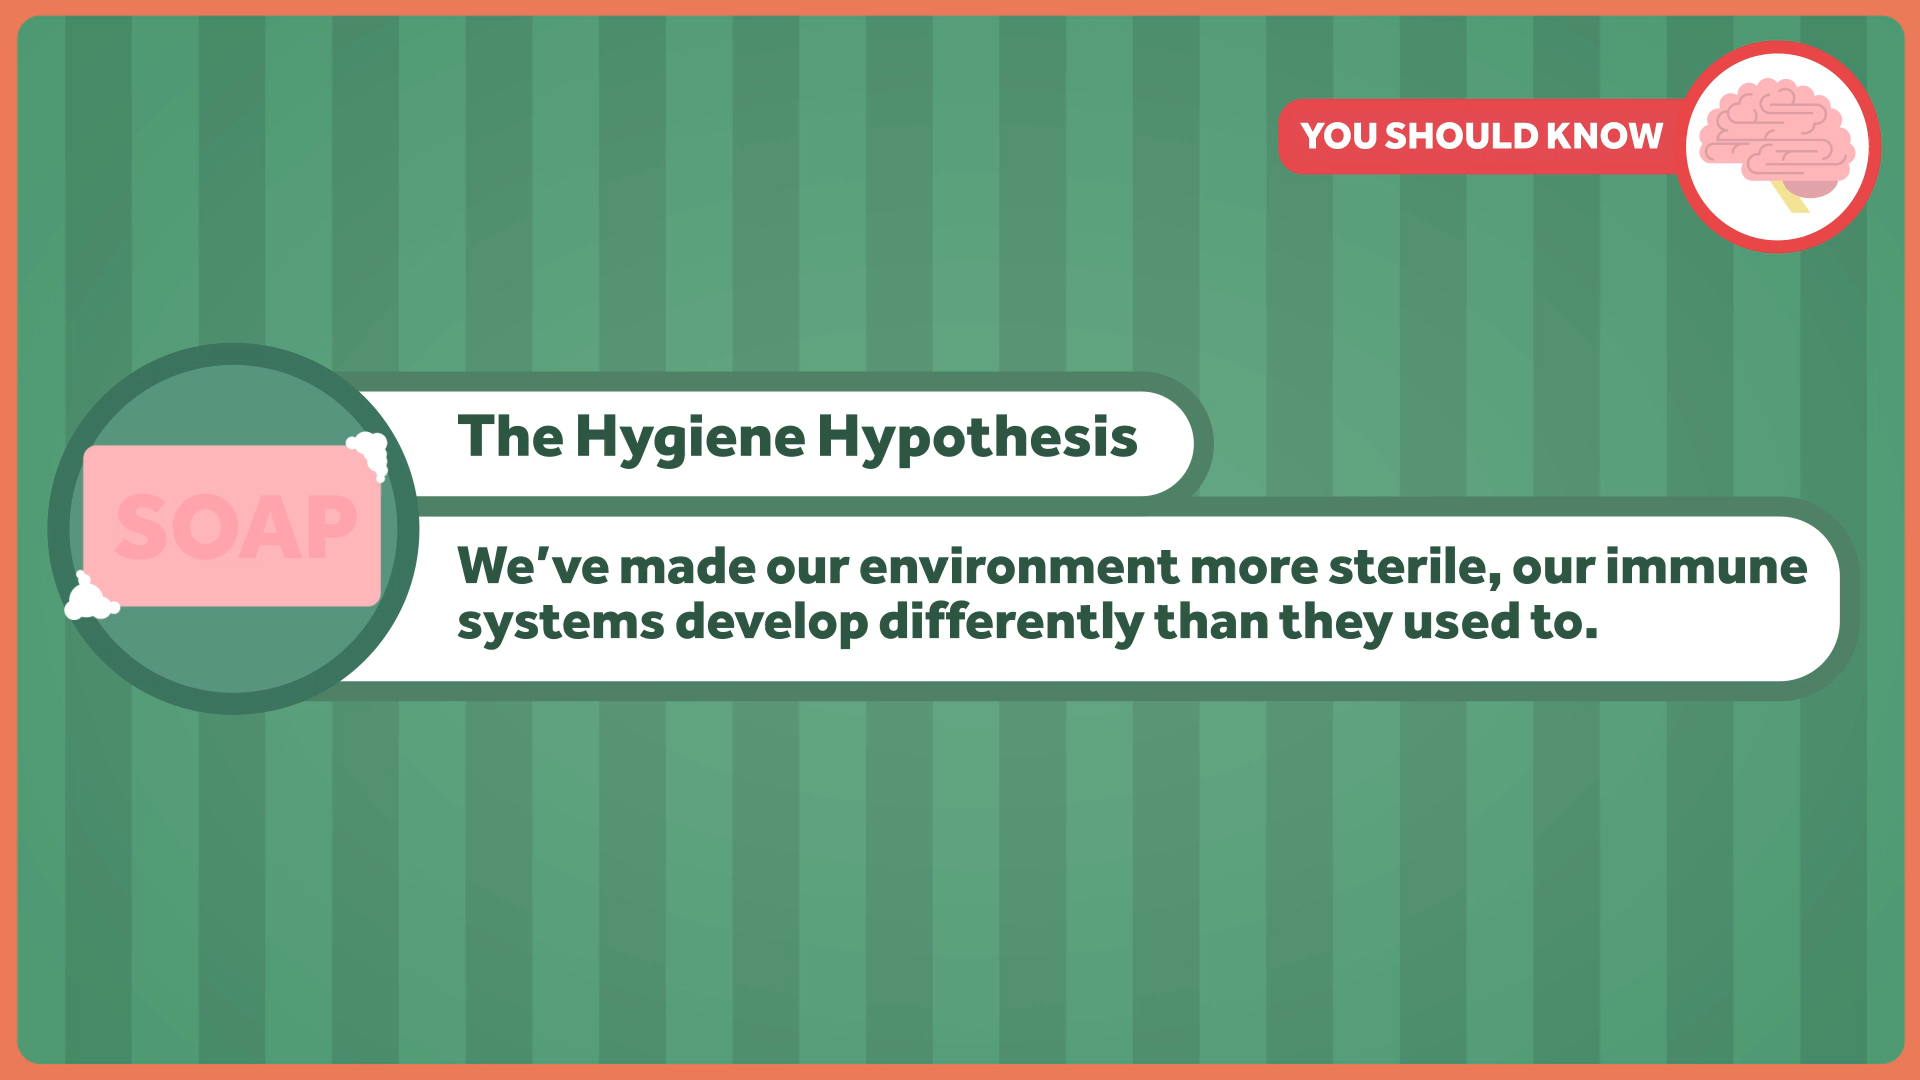 YOU SHOULD KNOW
The Hygiene Hypothesis
SOAP
We've made our environment more sterile, our immune
systems develop differently than they used to.